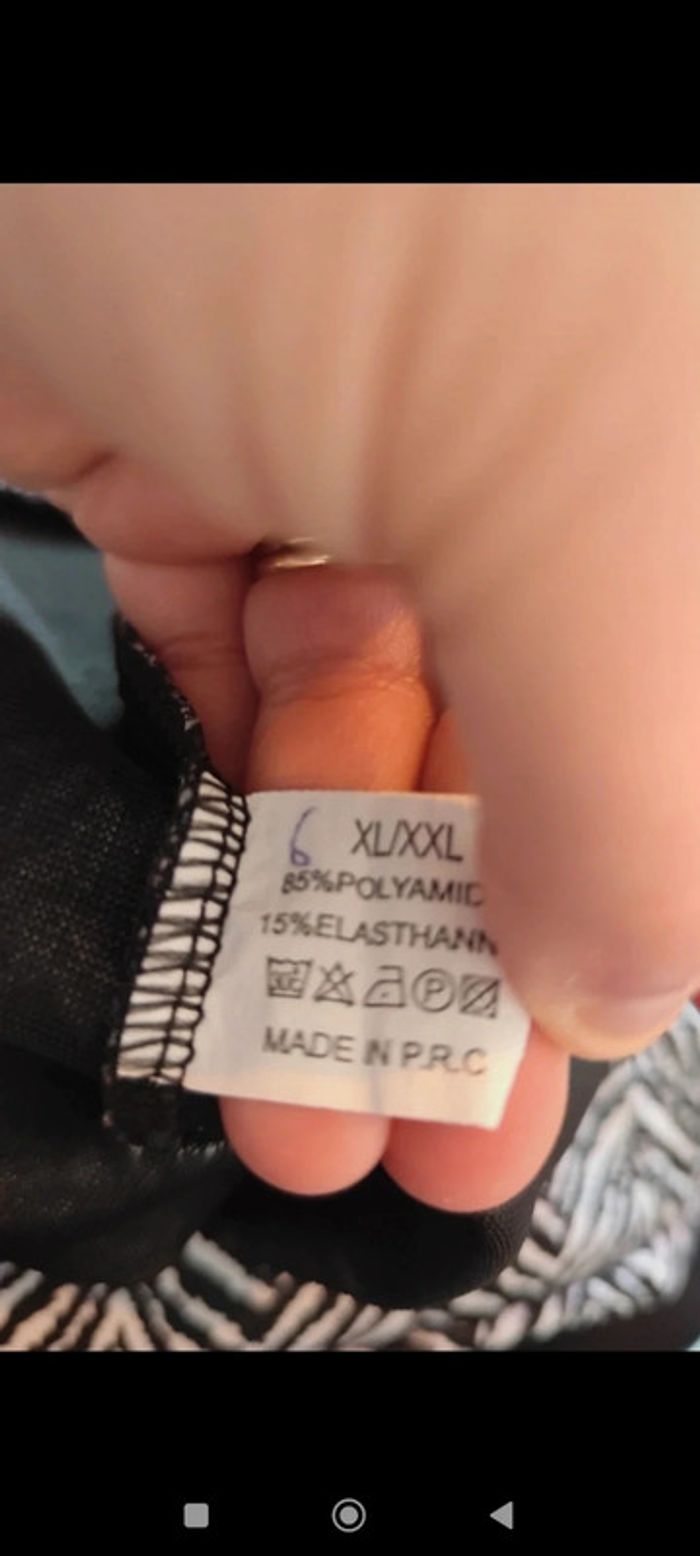 6 XL/XXL
85%POLYAMID
15%ELASTHANN
P
MADE IN P.R.C